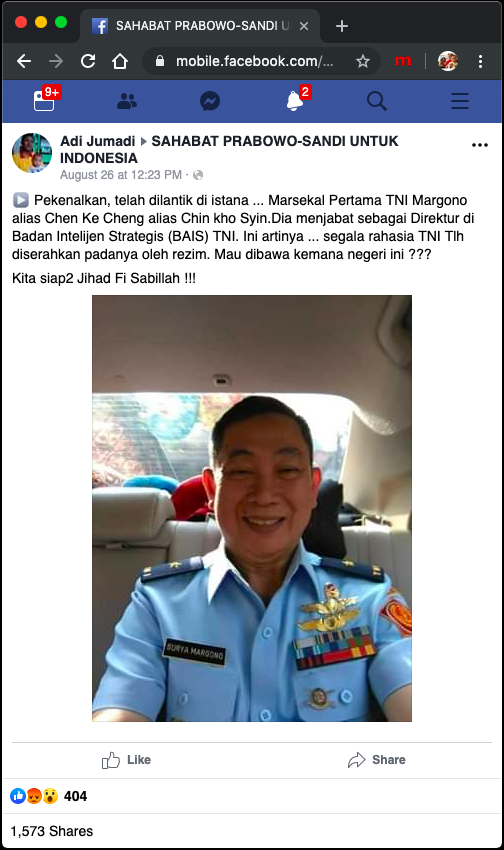 SAHABAT PRABOWO-SANDI U
mobile.facebook.com/...
m
9+
2
Adi Jumadi ▸ SAHABAT PRABOWO-SANDI UNTUK
INDONESIA
August 26 at 12:23 PM ·
Pekenalkan, telah dilantik di istana ... Marsekal Pertama TNI Margono
alias Chen Ke Cheng alias Chin kho Syin.Dia menjabat sebagai Direktur di
Badan Intelijen Strategis (BAIS) TNI. Ini artinya ... segala rahasia TNI Tlh
diserahkan padanya oleh rezim. Mau dibawa kemana negeri ini ???
Kita siap2 Jihad Fi Sabillah !!!
SURYA MARGONO
Like
Share
404
1,573 Shares